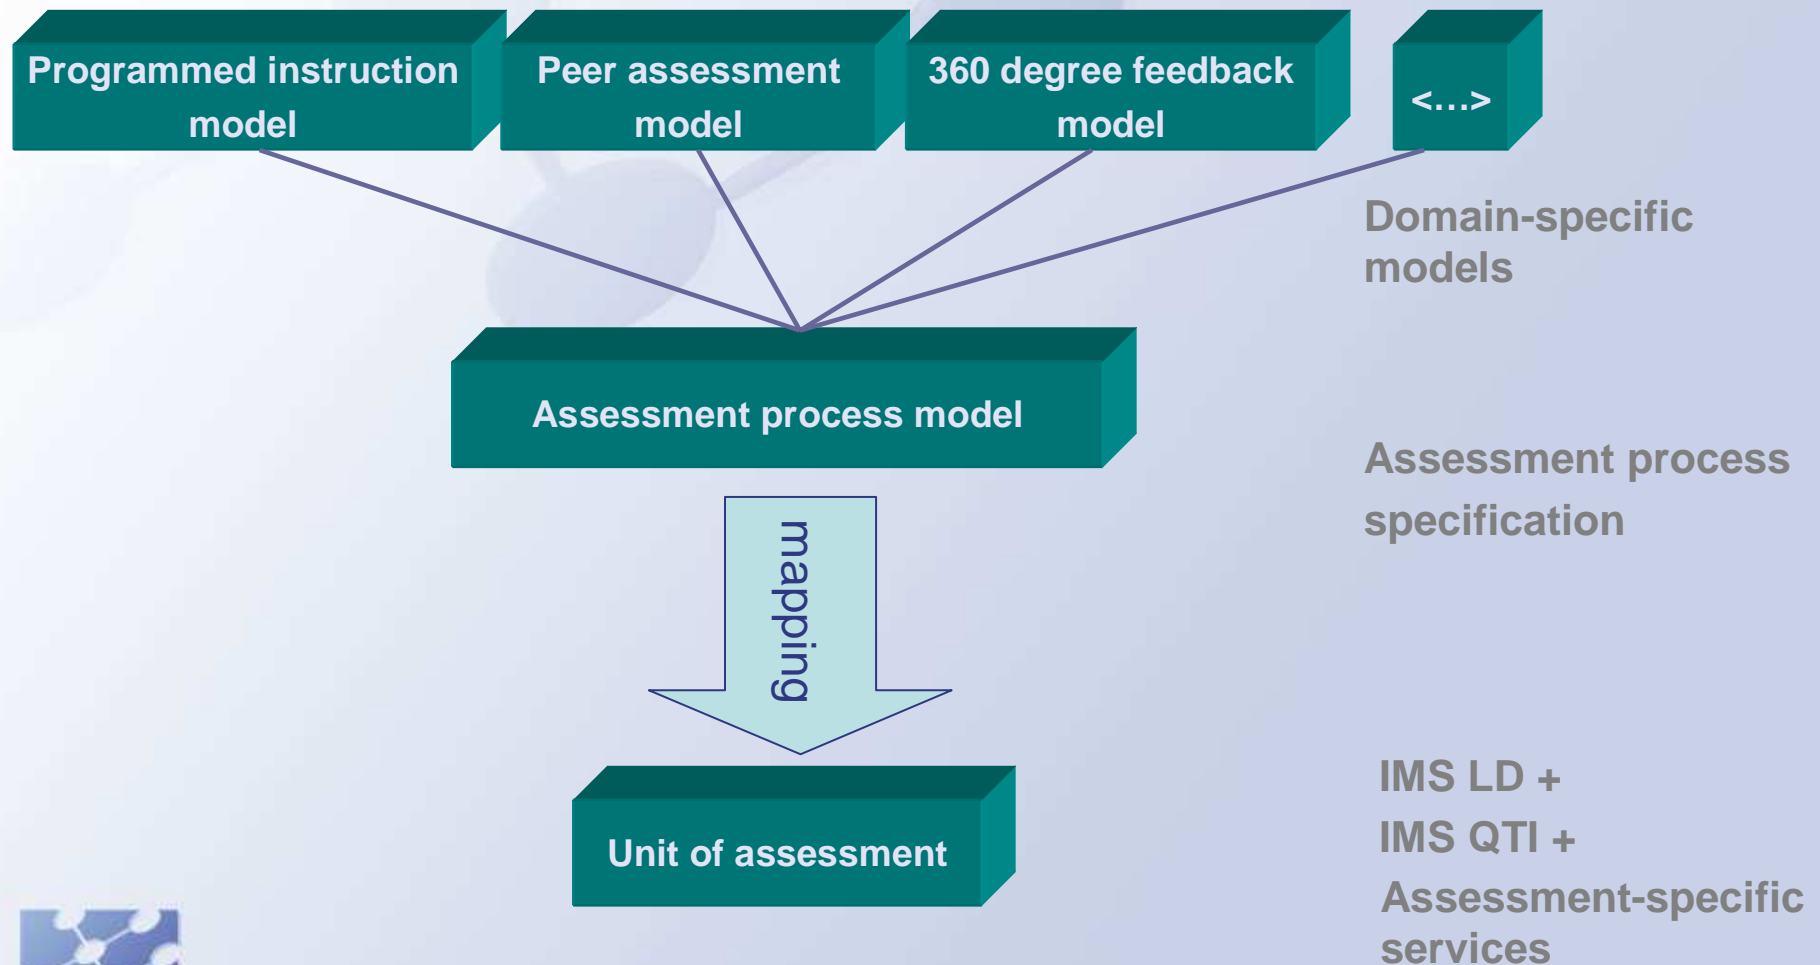 Programmed instruction
model
Peer assessment
model
360 degree feedback
model
<...>
Domain-specific
models
Assessment process model
Assessment process
specification
mapping
Unit of assessment
IMS LD +
IMS QTI +
Assessment-specific
services